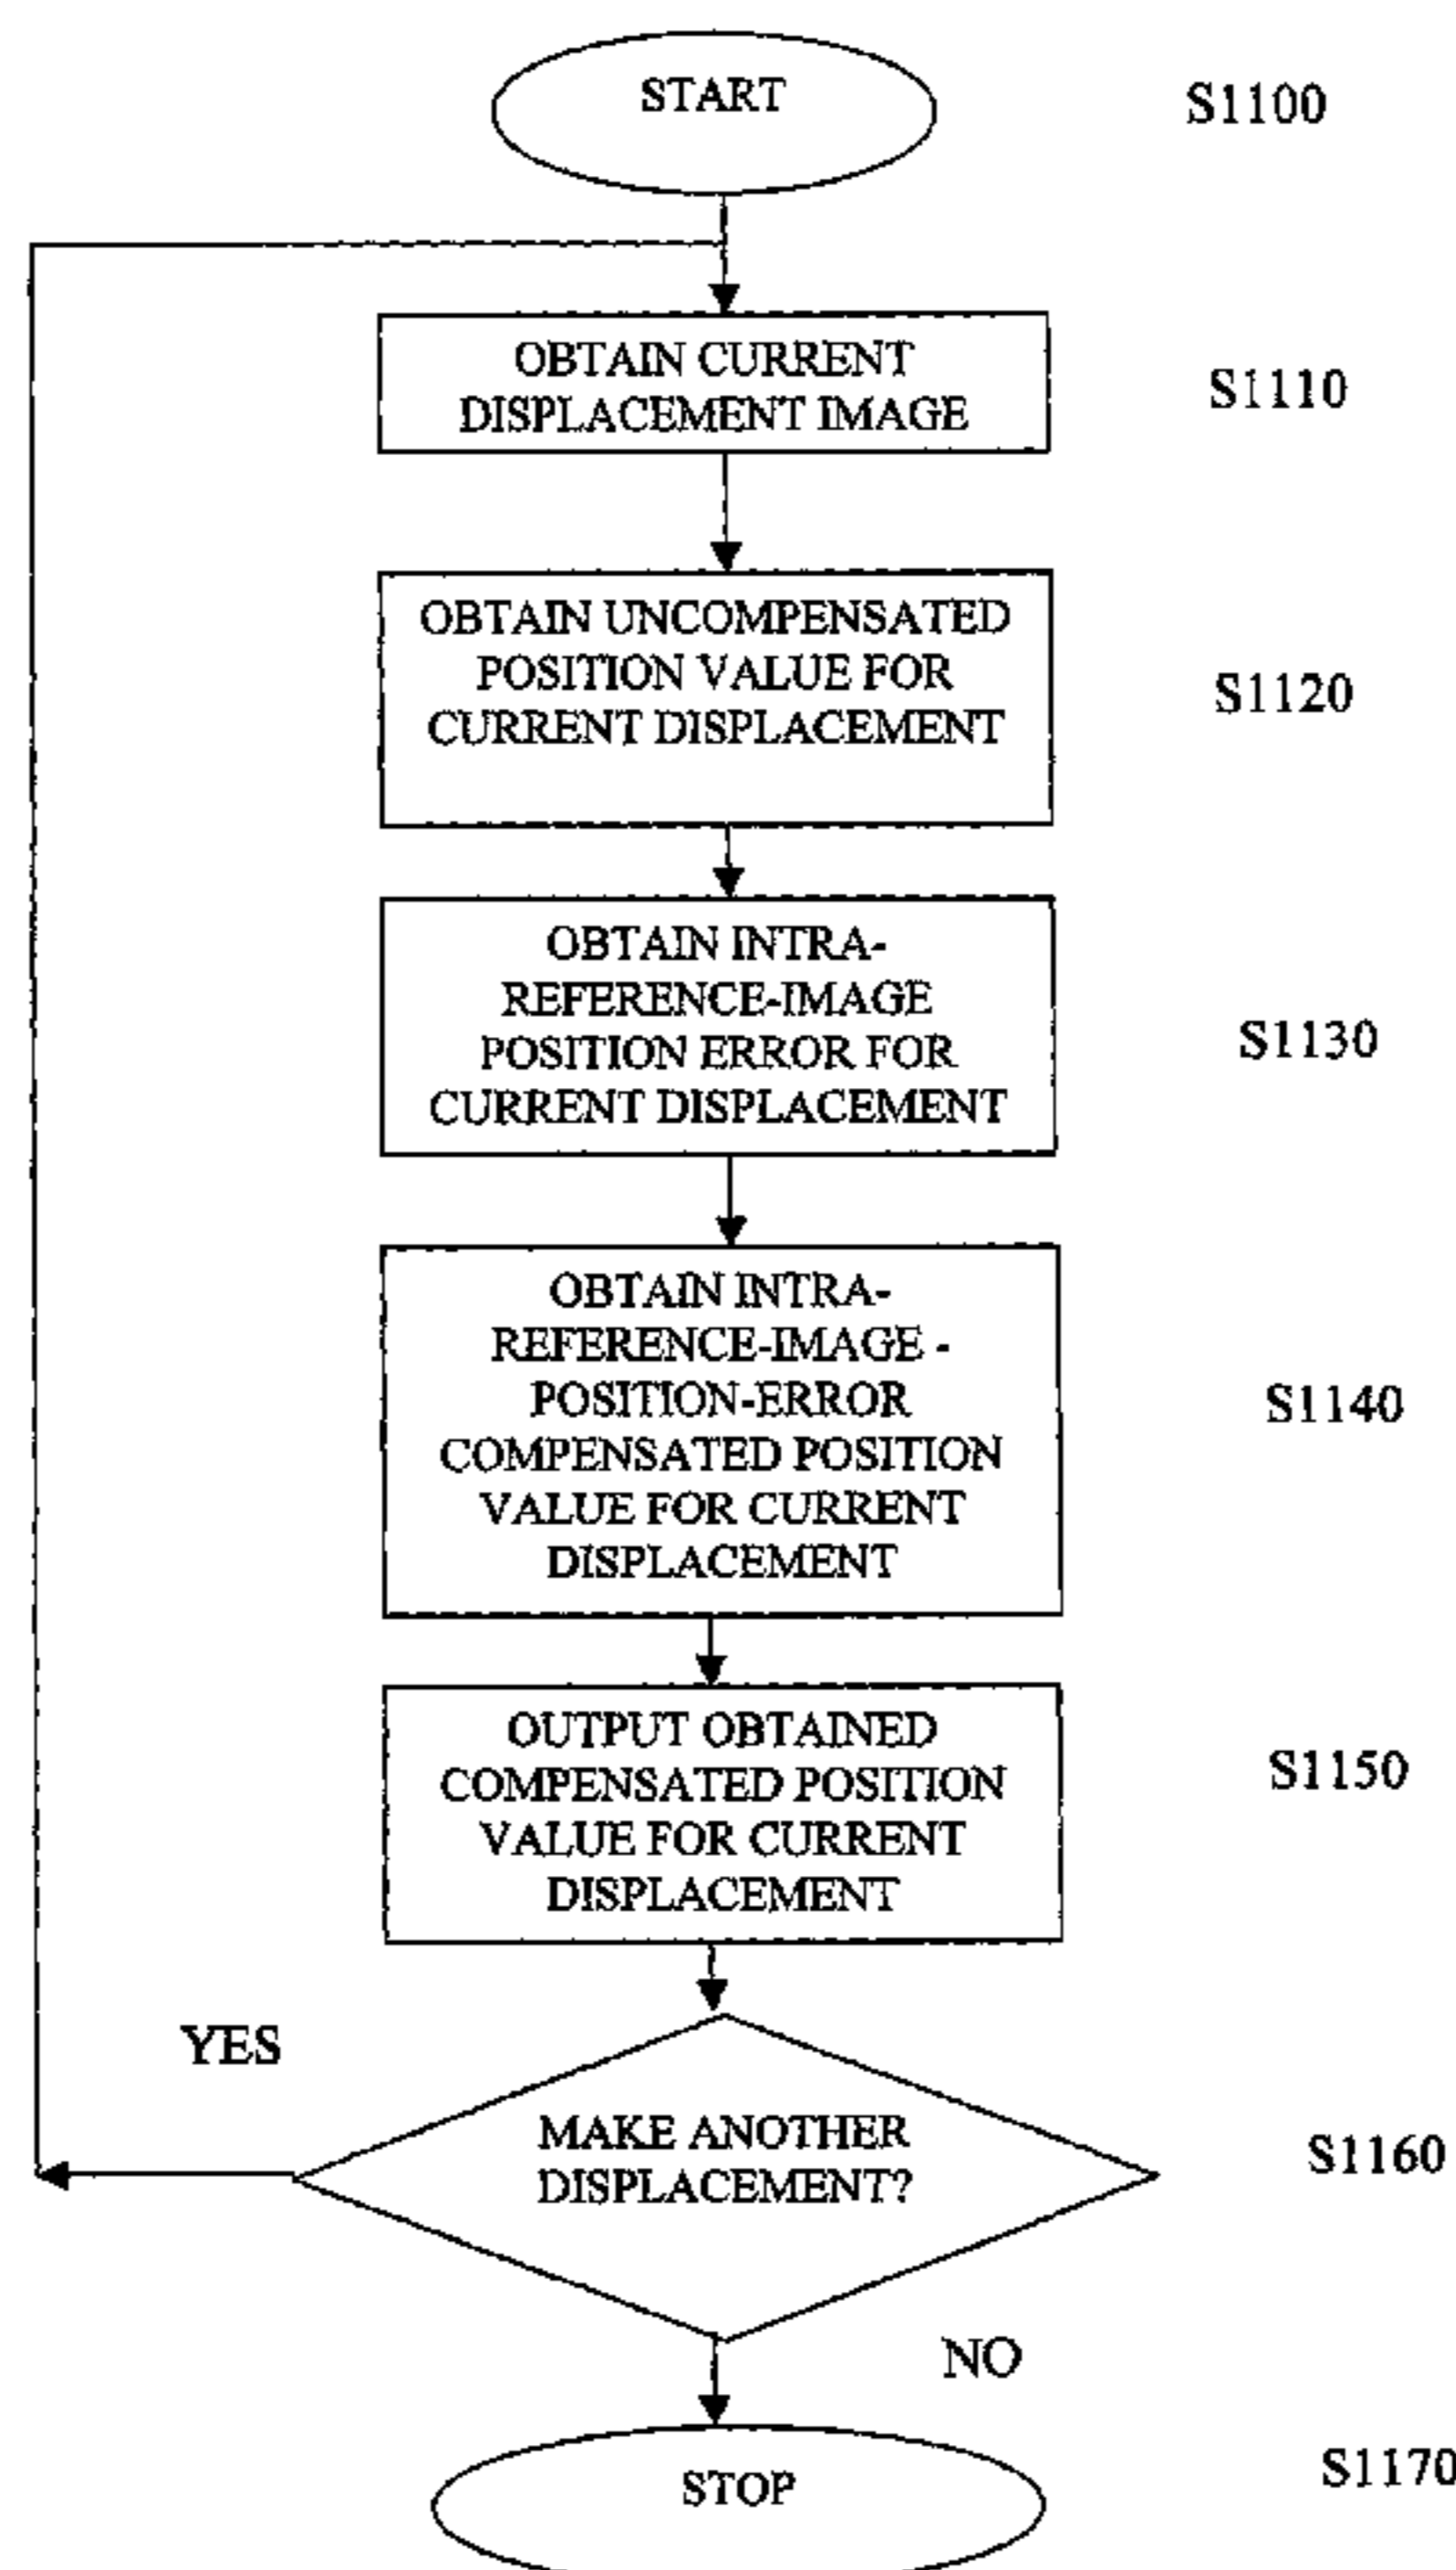 START
S1100
OBTAIN CURRENT
DISPLACEMENT IMAGE
S1110
OBTAIN UNCOMPENSATED
POSITION VALUE FOR
CURRENT DISPLACEMENT
S1120
OBTAIN INTRA-
REFERENCE-IMAGE
POSITION ERROR FOR
CURRENT DISPLACEMENT
S1130
OBTAIN INTRA-
REFERENCE-IMAGE -
POSITION-ERROR
COMPENSATED POSITION
VALUE FOR CURRENT
DISPLACEMENT
S1140
OUTPUT OBTAINED
COMPENSATED POSITION
VALUE FOR CURRENT
DISPLACEMENT
S1150
YES
MAKE ANOTHER
DISPLACEMENT?
S1160
NO
STOP
S1170